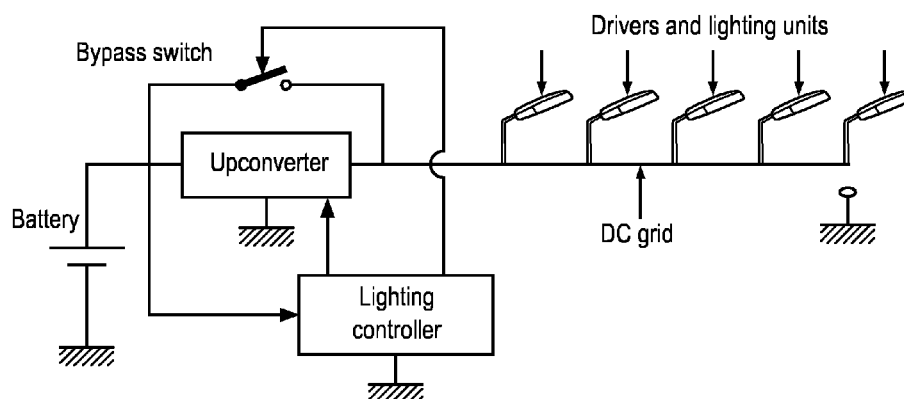 Drivers and lighting units
Bypass switch
Upconverter
Battery
DC grid
Lighting
controller